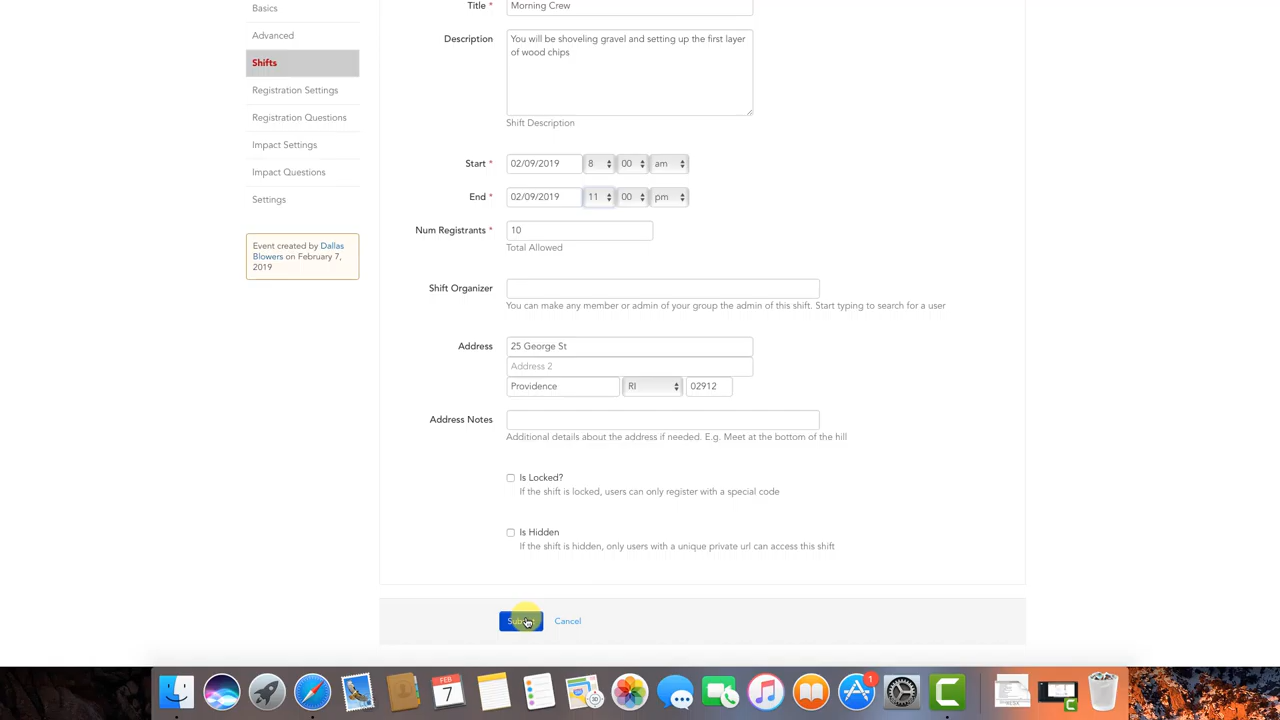 Basics
Advanced
Shifts
Registration Settings
Registration Questions
Impact Settings
Impact Questions
Settings
Event created by Dallas
Blowers on February 7,
2019
Title * Morning Crew
Description You will be shoveling gravel and setting up the first layer
of wood chips
Shift Description
Start * 02/09/2019 8 00 am
End * 02/09/2019 11 00 pm
Num Registrants * 10
Total Allowed
Shift Organizer
You can make any member or admin of your group the admin of this shift. Start typing to search for a user
Address 25 George St
Address 2
Providence RI 02912
Address Notes
Additional details about the address if needed. E.g. Meet at the bottom of the hill
Is Locked?
If the shift is locked, users can only register with a special code
Is Hidden
If the shift is hidden, only users with a unique private url can access this shift
Cancel
FEB
7
30
1